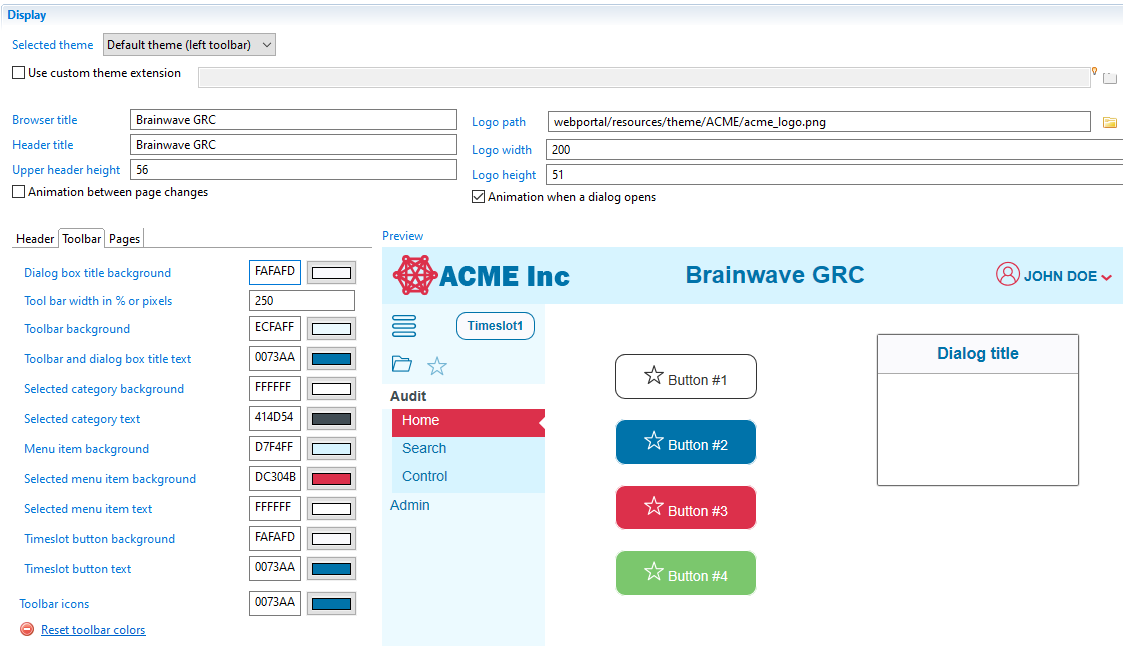 Display
Selected theme Default theme (left toolbar)
Use custom theme extension
Browser title Brainwave GRC
Header title Brainwave GRC
Upper header height 56
Animation between page changes
Logo path webportal/resources/theme/ACME/acme_logo.png
Logo width 200
Logo height 51
Animation when a dialog opens
Header Toolbar Pages
Dialog box title background FAFAFD
Tool bar width in % or pixels 250
Toolbar background ECFAFF
Toolbar and dialog box title text 0073AA
Selected category background FFFFFF
Selected category text 414D54
Menu item background D7F4FF
Selected menu item background DC304B
Selected menu item text FFFFFF
Timeslot button background FAFAFD
Timeslot button text 0073AA
Toolbar icons 0073AA
Reset toolbar colors
Preview
ACME Inc Brainwave GRC JOHN DOE
Timeslot1
Audit
Home
Search
Control
Admin
Button #1
Button #2
Button #3
Button #4
Dialog title